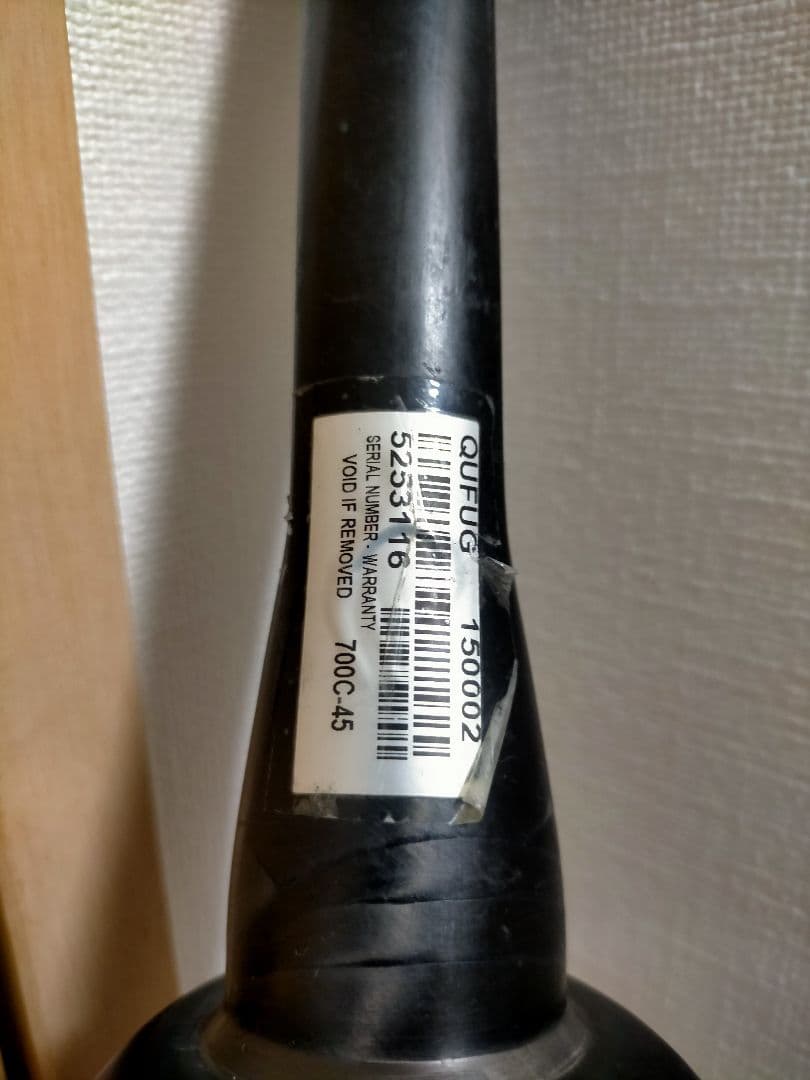 QUFUG 150002
5253116
SERIAL NUMBER - WARRANTY
VOID IF REMOVED 700C-45